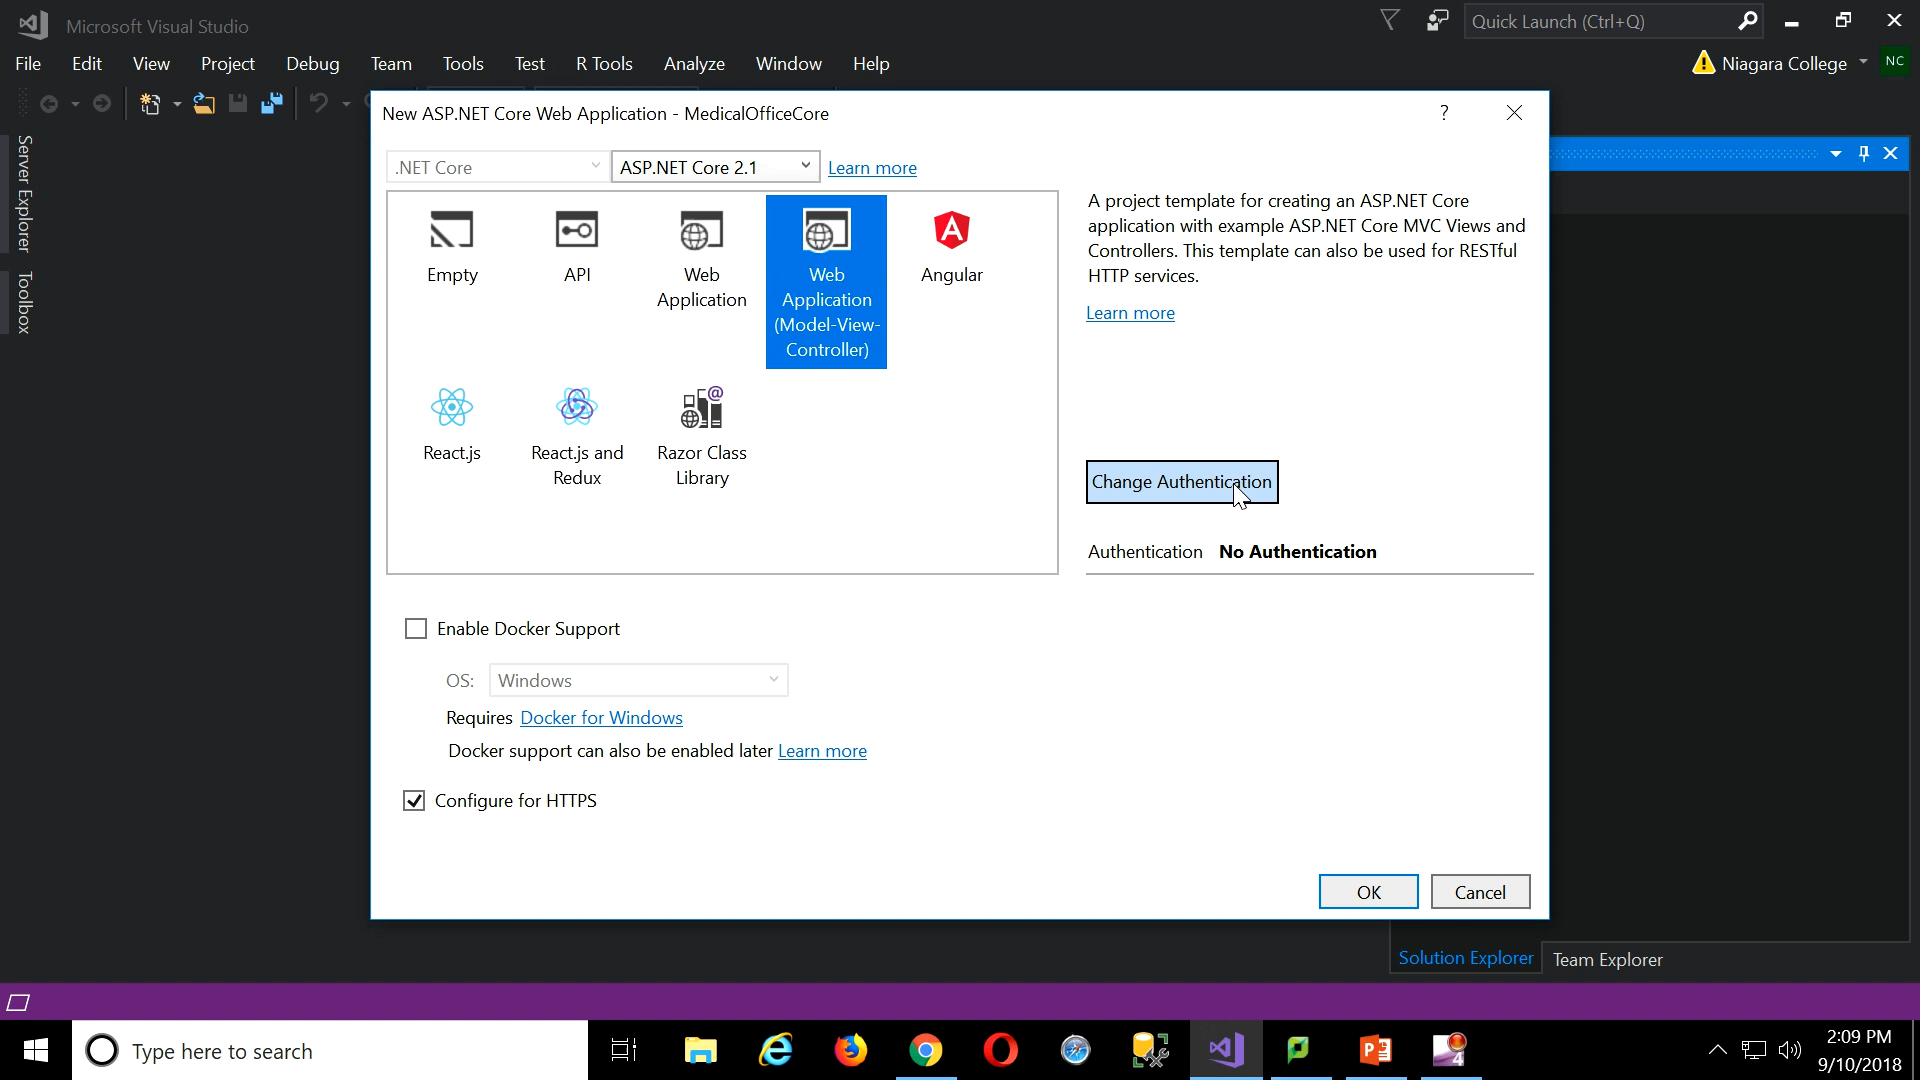 Microsoft Visual Studio
Quick Launch (Ctrl+Q)
File Edit View Project Debug Team Tools Test R Tools Analyze Window Help
Niagara College
NC
Server Explorer
Toolbox
New ASP.NET Core Web Application - MedicalOfficeCore
?
.NET Core
ASP.NET Core 2.1
Learn more
Empty
API
Web
Application
Web
Application
(Model-View-
Controller)
Angular
React.js
React.js and
Redux
Razor Class
Library
A project template for creating an ASP.NET Core
application with example ASP.NET Core MVC Views and
Controllers. This template can also be used for RESTful
HTTP services.
Learn more
Change Authentication
Authentication No Authentication
Enable Docker Support
OS: Windows
Requires Docker for Windows
Docker support can also be enabled later Learn more
Configure for HTTPS
OK
Cancel
Solution Explorer
Team Explorer
Type here to search
2:09 PM
9/10/2018